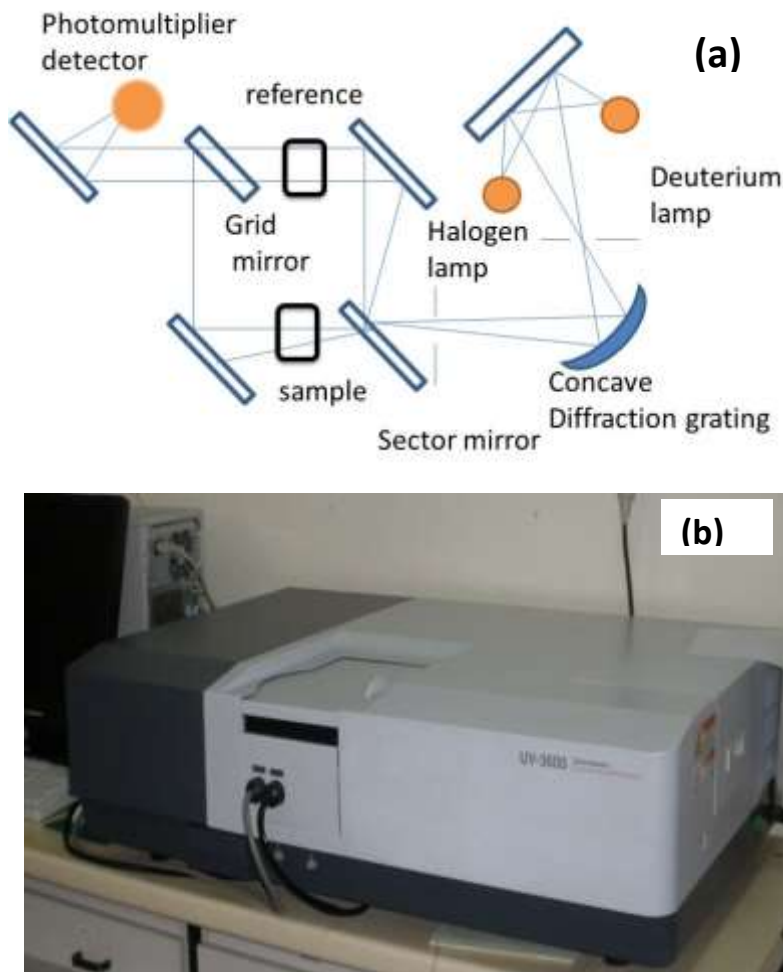 Photomultiplier
detector
(a)
reference
Deuterium
lamp
Grid
mirror
Halogen
lamp
sample
Concave
Diffraction grating
Sector mirror
(b)
UV-3600